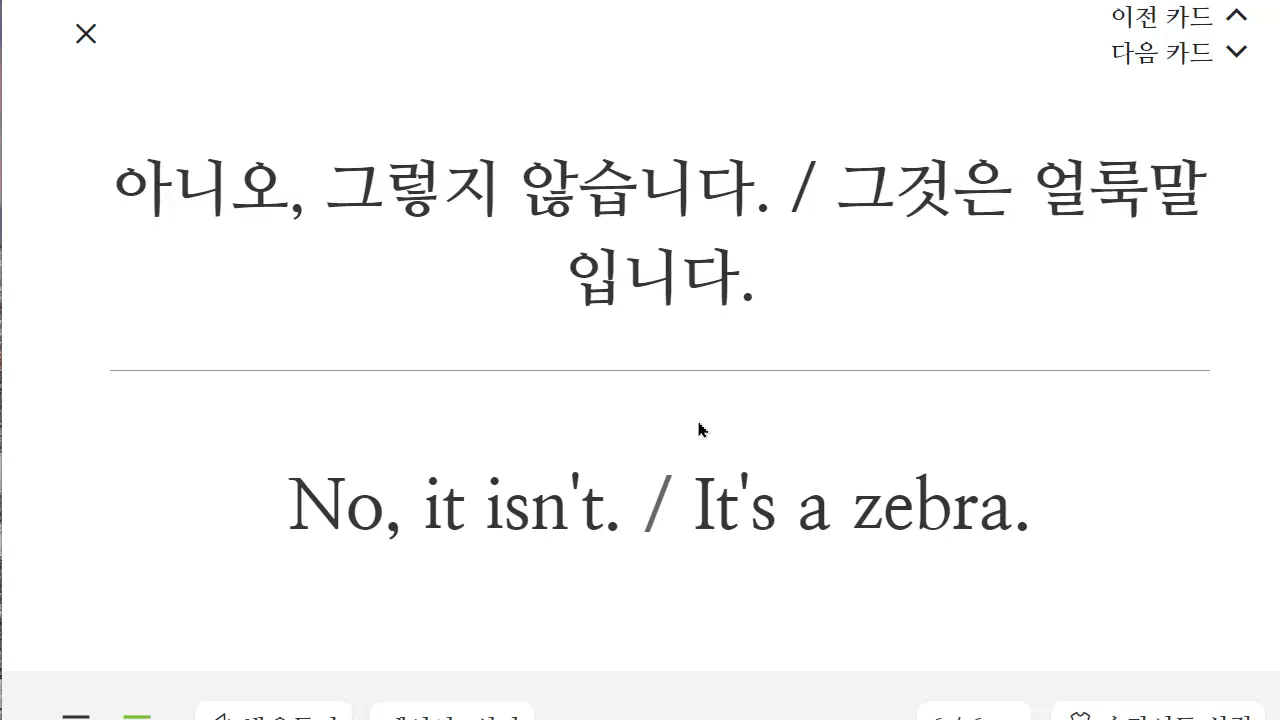 이전 카드
다음 카드
아니오, 그렇지 않습니다. / 그것은 얼룩말
입니다.
No, it isn't. / It's a zebra.